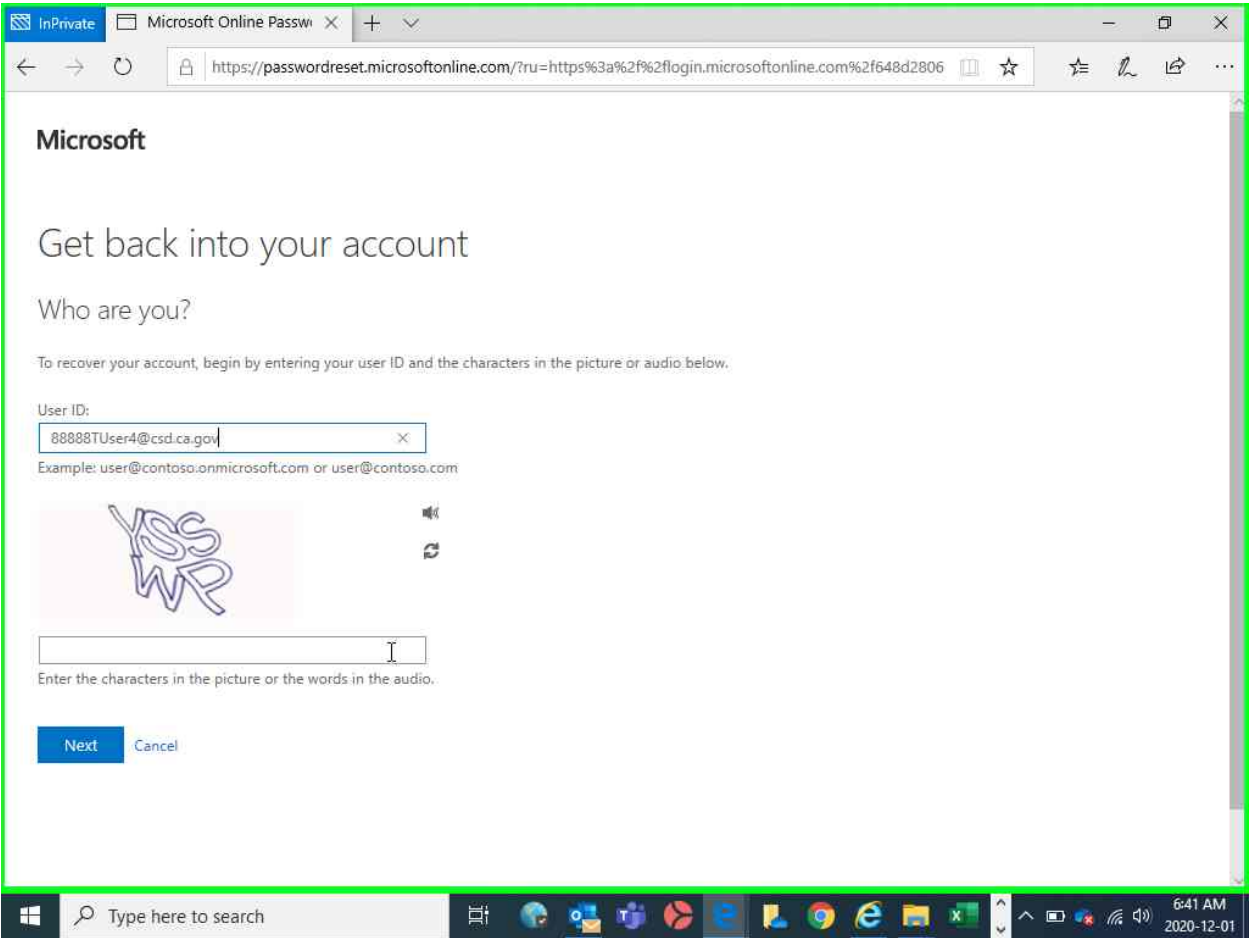 InPrivate
Microsoft Online Passw
https://passwordreset.microsoftonline.com/?ru=https%3a%2f%2flogin.microsoftonline.com%2f648d2806
Microsoft
Get back into your account
Who are you?
To recover your account, begin by entering your user ID and the characters in the picture or audio below.
User ID:
88888TUser4@csd.ca.gov
Example: user@contoso.onmicrosoft.com or user@contoso.com
YSS
WR
Enter the characters in the picture or the words in the audio.
Next Cancel
Type here to search
6:41 AM
2020-12-01